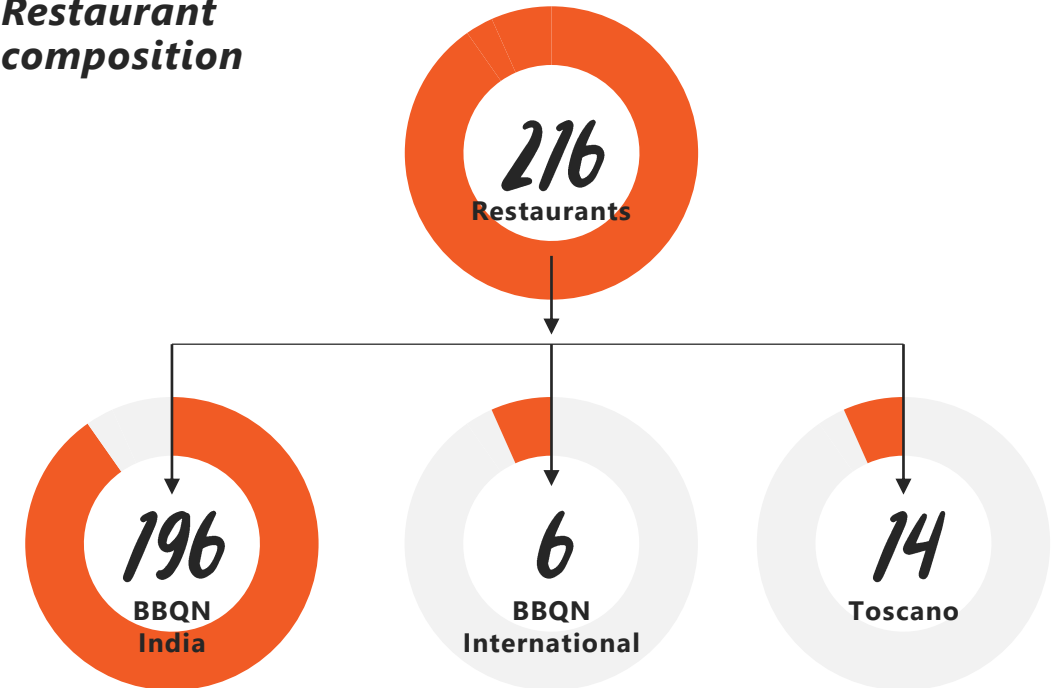 Restaurant
composition
216
Restaurants
196
BBQN
India
6
BBQN
International
14
Toscano